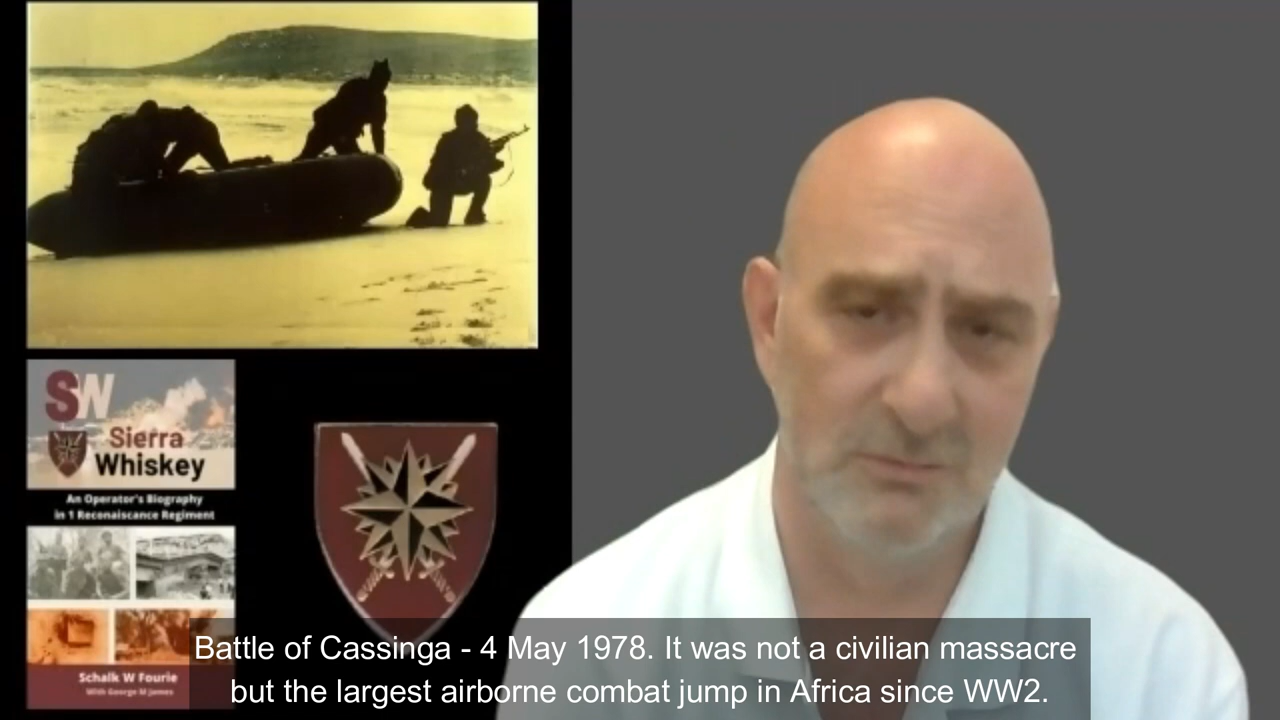 SW
Sierra
Whiskey
An Operator's Biography
in 1 Reconaiscance Regiment
Schalk W Fourie
With George M James
Battle of Cassinga - 4 May 1978. It was not a civilian massacre
but the largest airborne combat jump in Africa since WW2.